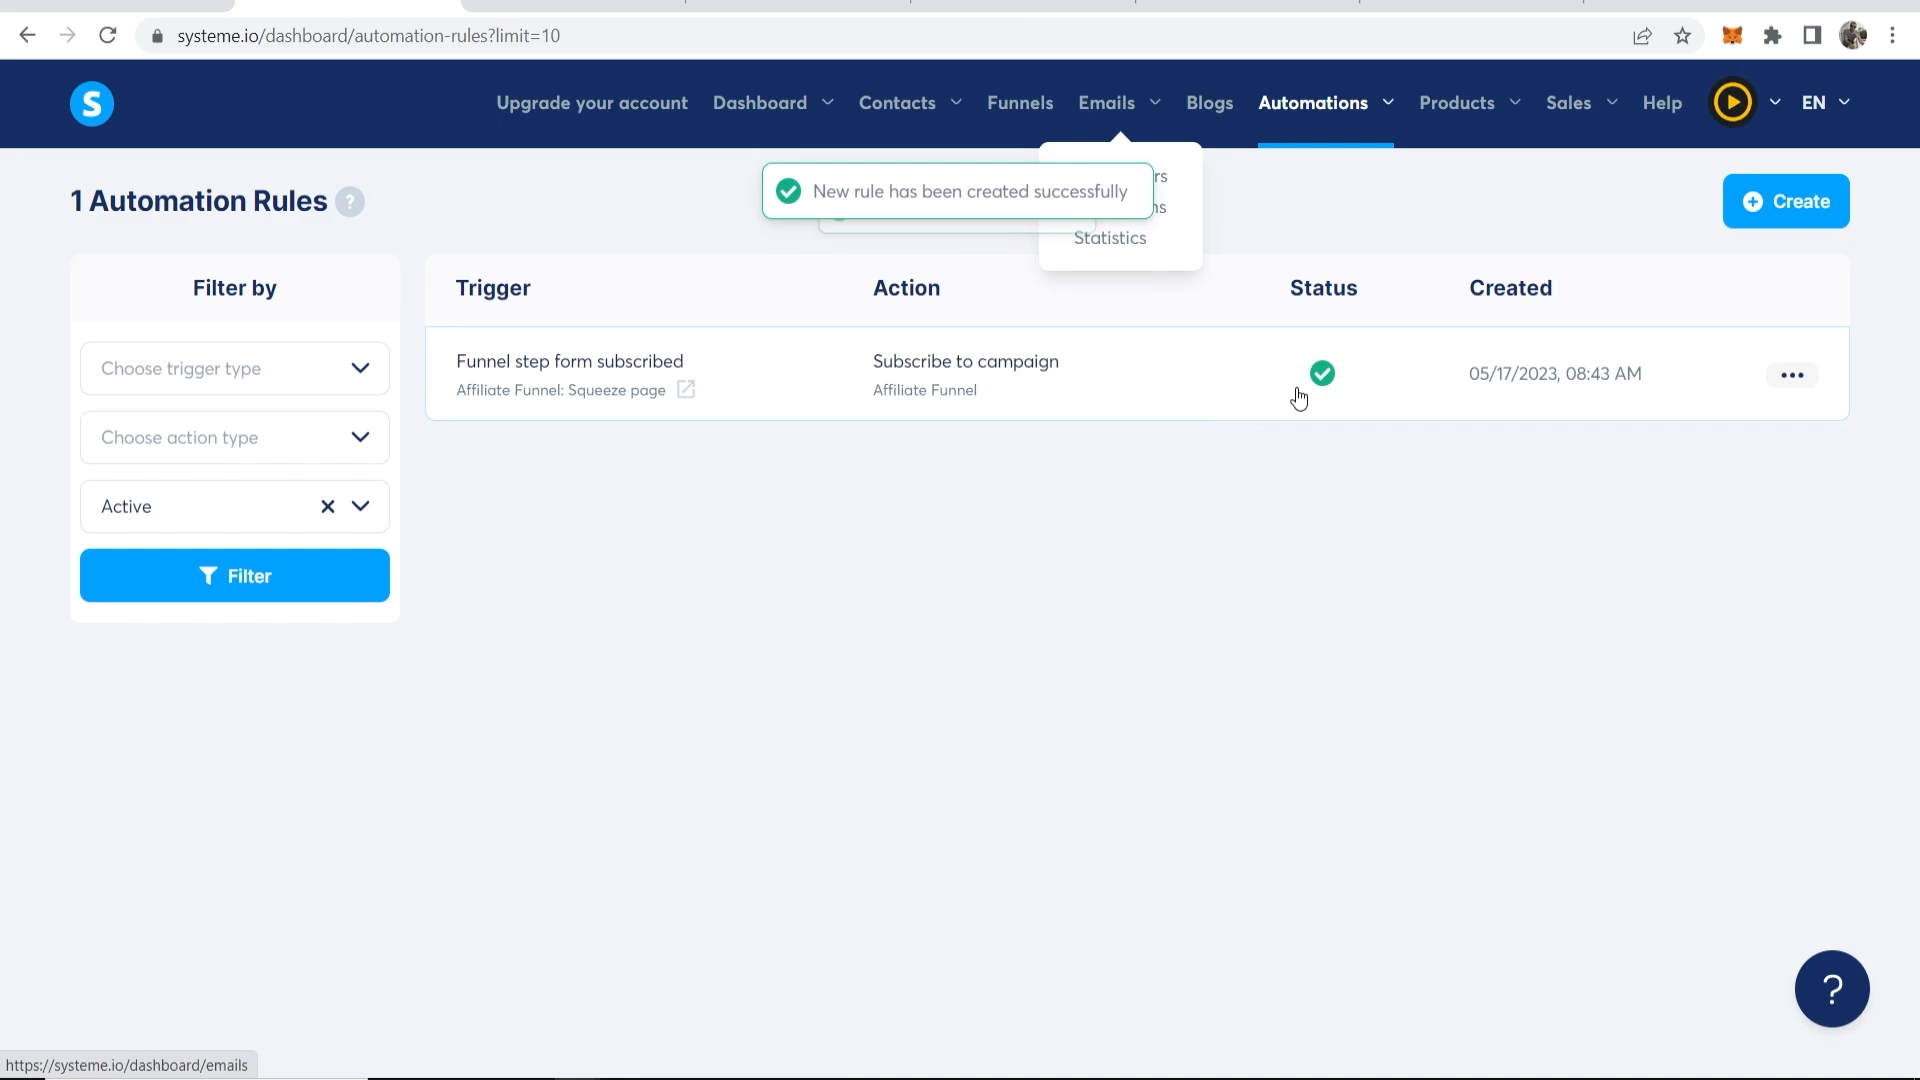 systeme.io/dashboard/automation-rules?limit=10
S
Upgrade your account Dashboard Contacts Funnels Emails Blogs Automations Products Sales Help EN
New rule has been created successfully
Statistics
1 Automation Rules ?
Create
Filter by
Choose trigger type
Choose action type
Active
Filter
Trigger Action Status Created
Funnel step form subscribed Subscribe to campaign 05/17/2023, 08:43 AM
Affiliate Funnel: Squeeze page Affiliate Funnel
?
https://systeme.io/dashboard/emails